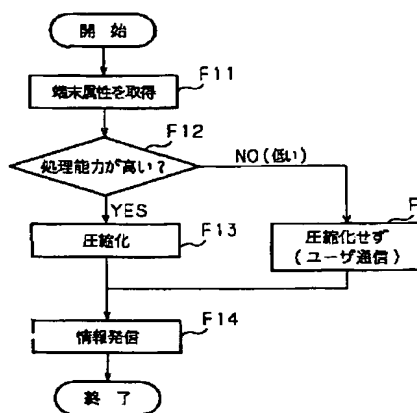 開始
F11
端末属性を取得
F12
処理能力が高い?
NO(低い)
YES
F13
圧縮化
F
圧縮化せず
(ユーザ通信)
F14
情報発信
終了